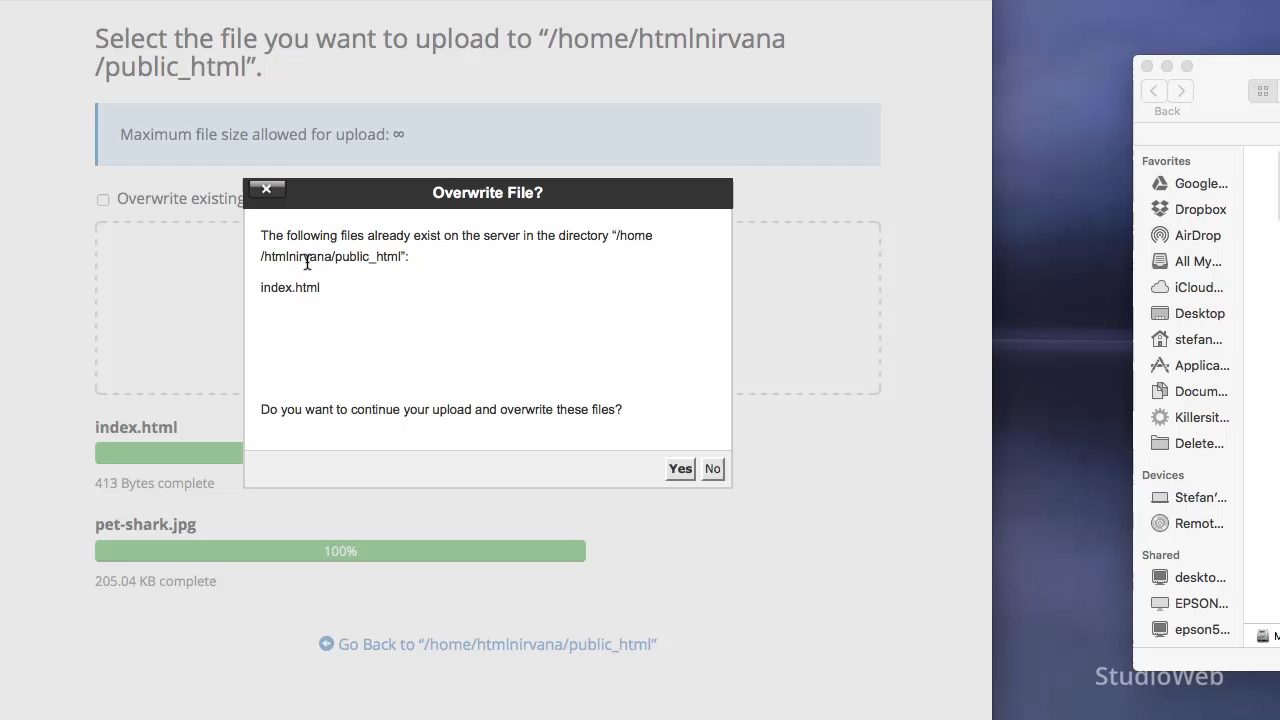 Select the file you want to upload to “/home/htmlnirvana
/public_html”.
Maximum file size allowed for upload: ∞
Overwrite existing
Overwrite File?
The following files already exist on the server in the directory “/home
/htmlnirvana/public_html”:
index.html
Do you want to continue your upload and overwrite these files?
Yes No
index.html
413 Bytes complete
pet-shark.jpg
100%
205.04 KB complete
Go Back to “/home/htmlnirvana/public_html”
Back
Favorites
Google...
Dropbox
AirDrop
All My...
iCloud...
Desktop
stefan...
Applica...
Docum...
Killersit...
Delete...
Devices
Stefan’...
Remot...
Shared
deskto...
EPSON...
epson5...
M
StudioWeb